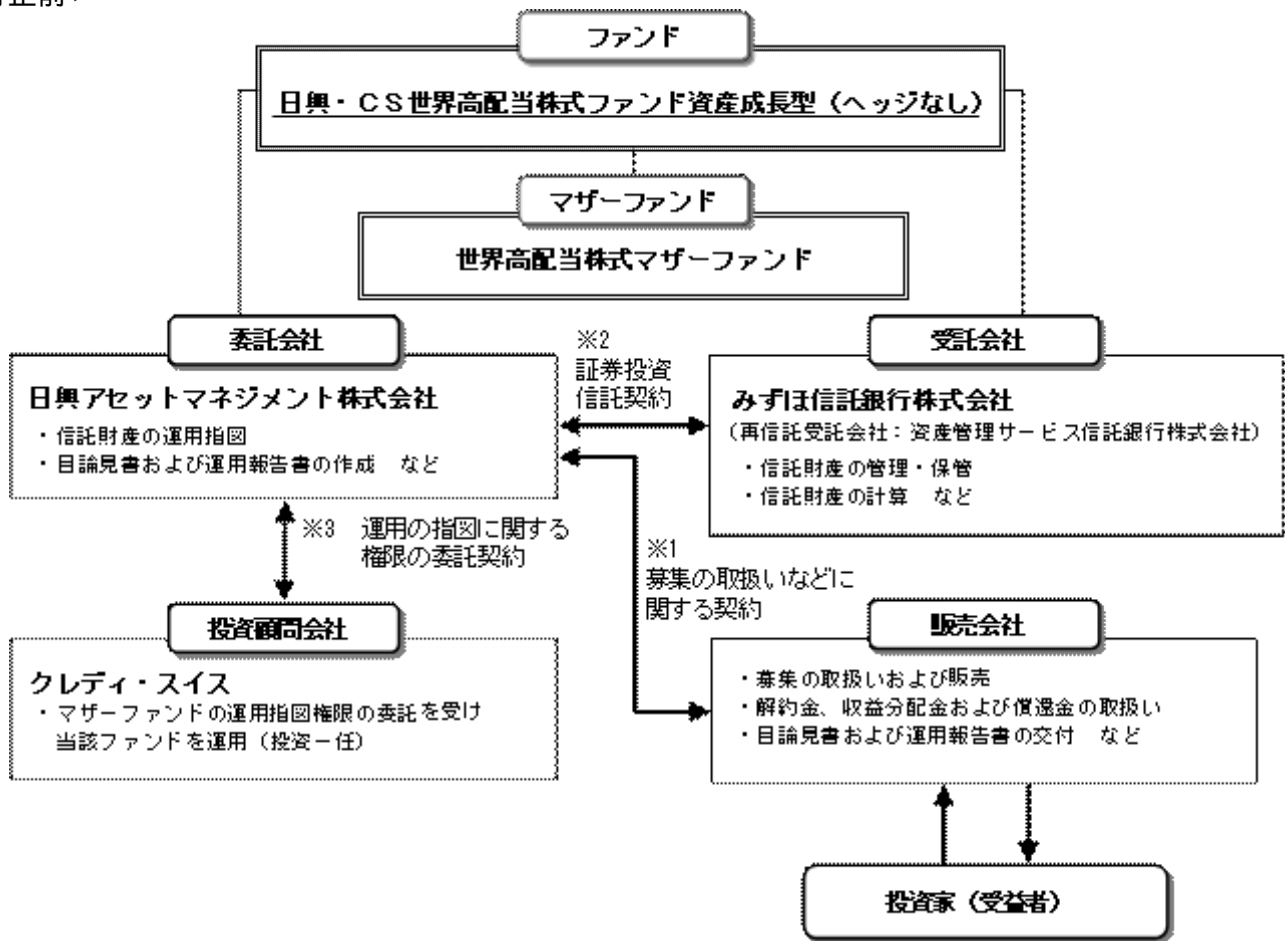 ファンド
日興・ＣＳ世界高配当株式ファンド資産成長型（ヘッジなし）
マザーファンド
世界高配当株式マザーファンド
委託会社
日興アセットマネジメント株式会社
・信託財産の運用指図
・目論見書および運用報告書の作成　など
※2
証券投資
信託契約
受託会社
みずほ信託銀行株式会社
（再信託受託会社：資産管理サービス信託銀行株式会社）
・信託財産の管理・保管
・信託財産の計算　など
※3　運用の指図に関する
権限の委託契約
※1
募集の取扱いなどに
関する契約
投資顧問会社
クレディ・スイス
・マザーファンドの運用指図権限の委託を受け
当該ファンドを運用（投資一任）
販売会社
・募集の取扱いおよび販売
・解約金、収益分配金および償還金の取扱い
・目論見書および運用報告書の交付　など
投資家（受益者）